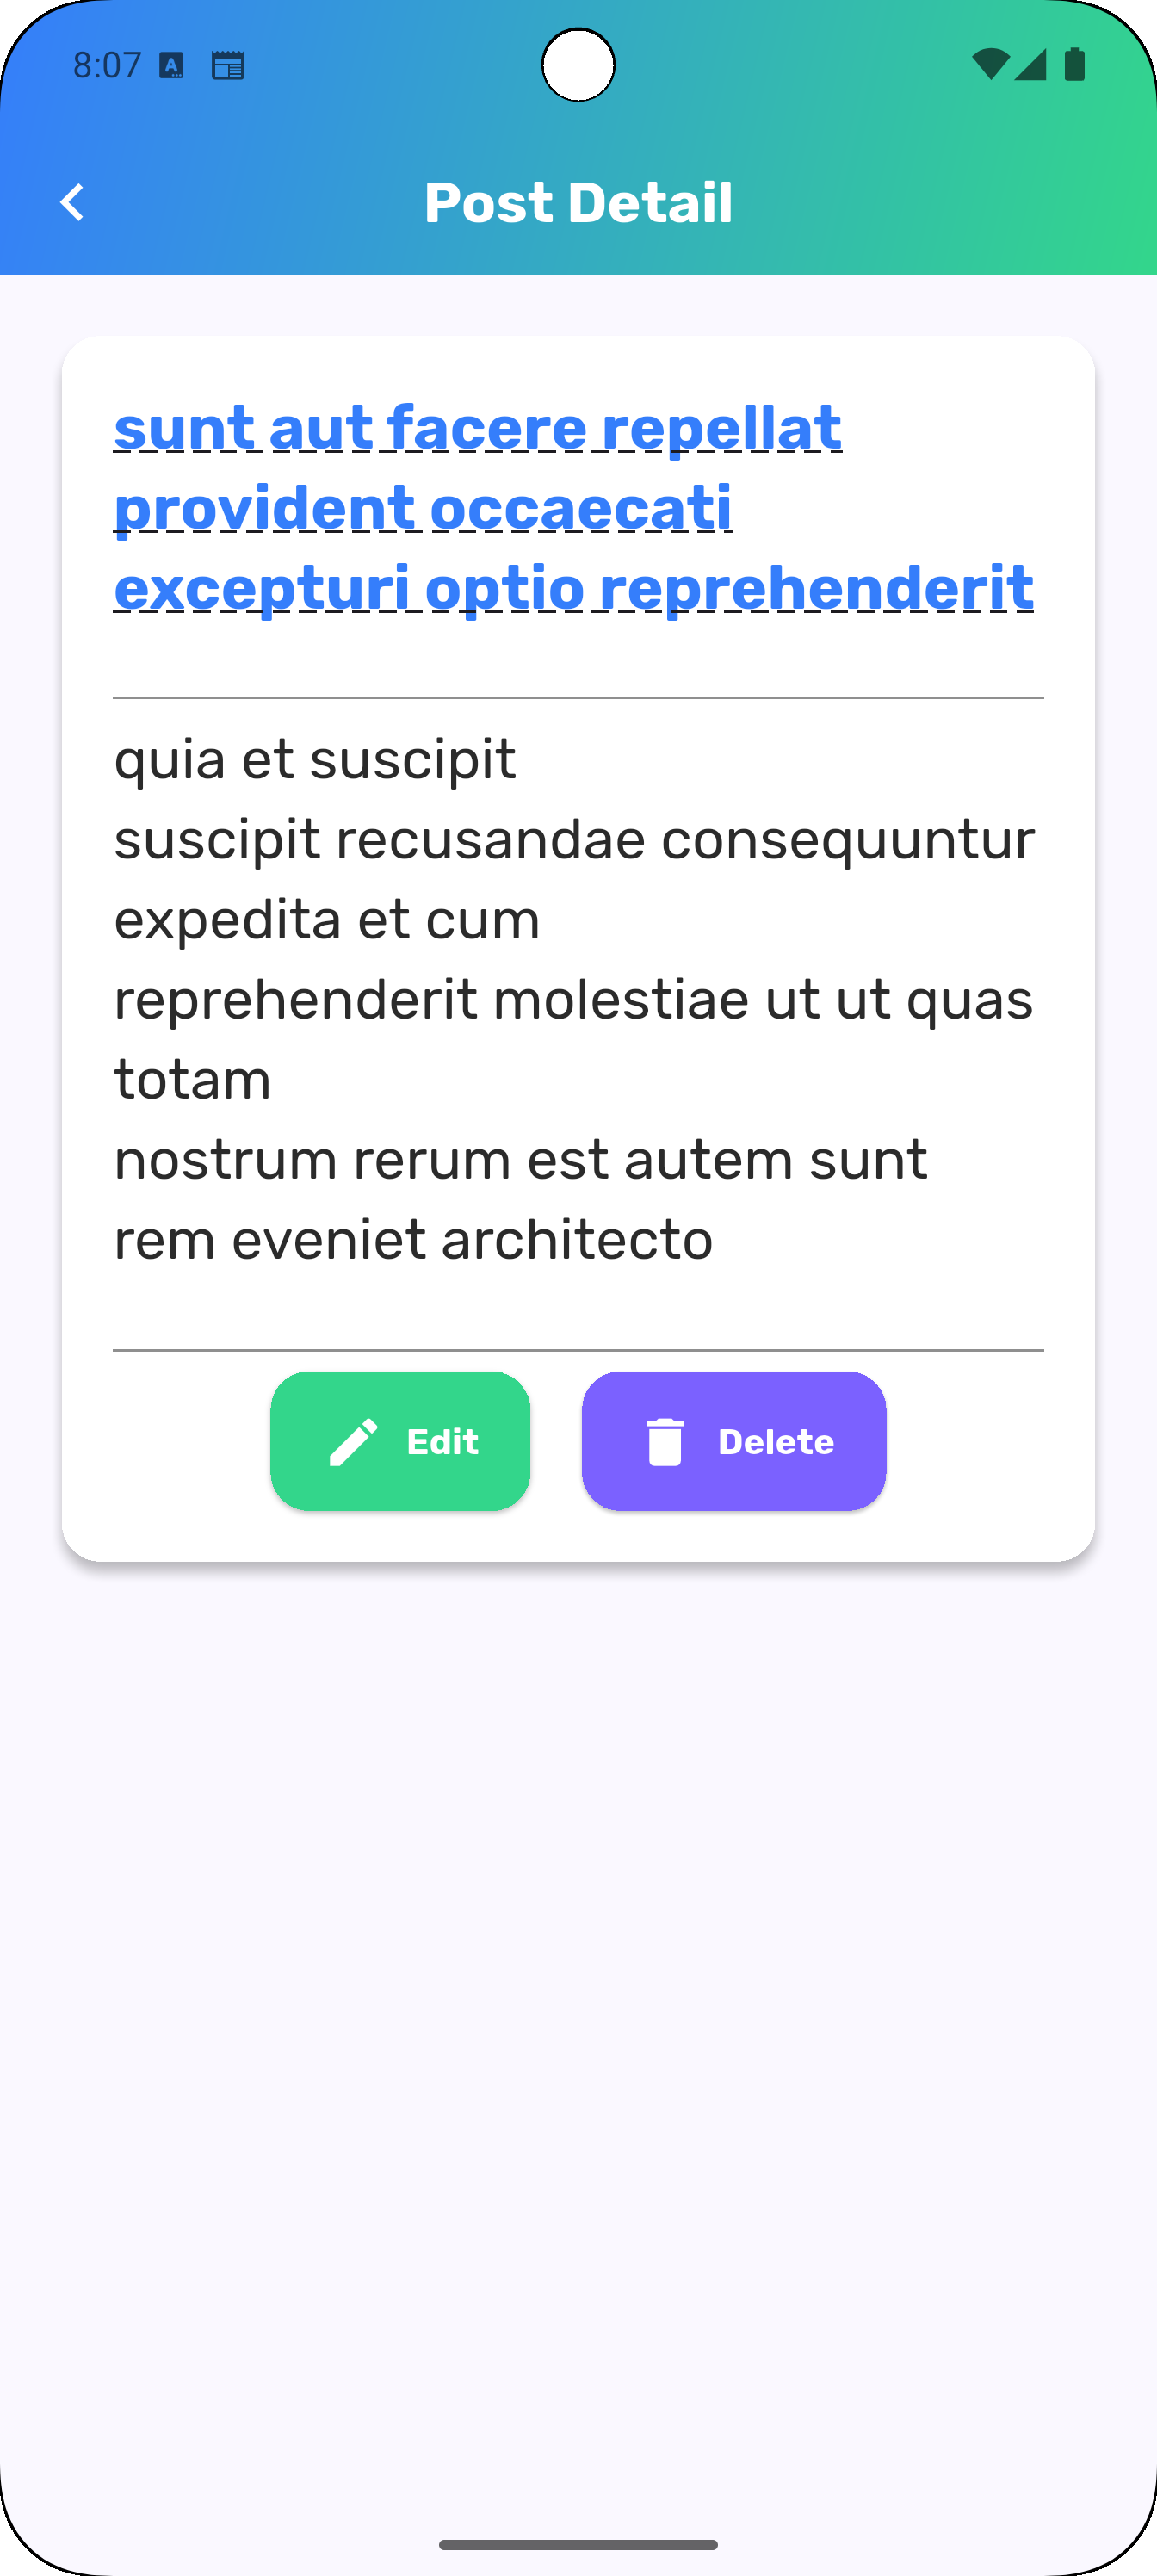 8:07
Post Detail
sunt aut facere repellat
provident occaecati
excepturi optio reprehenderit
quia et suscipit
suscipit recusandae consequuntur
expedita et cum
reprehenderit molestiae ut ut quas
totam
nostrum rerum est autem sunt
rem eveniet architecto
Edit
Delete